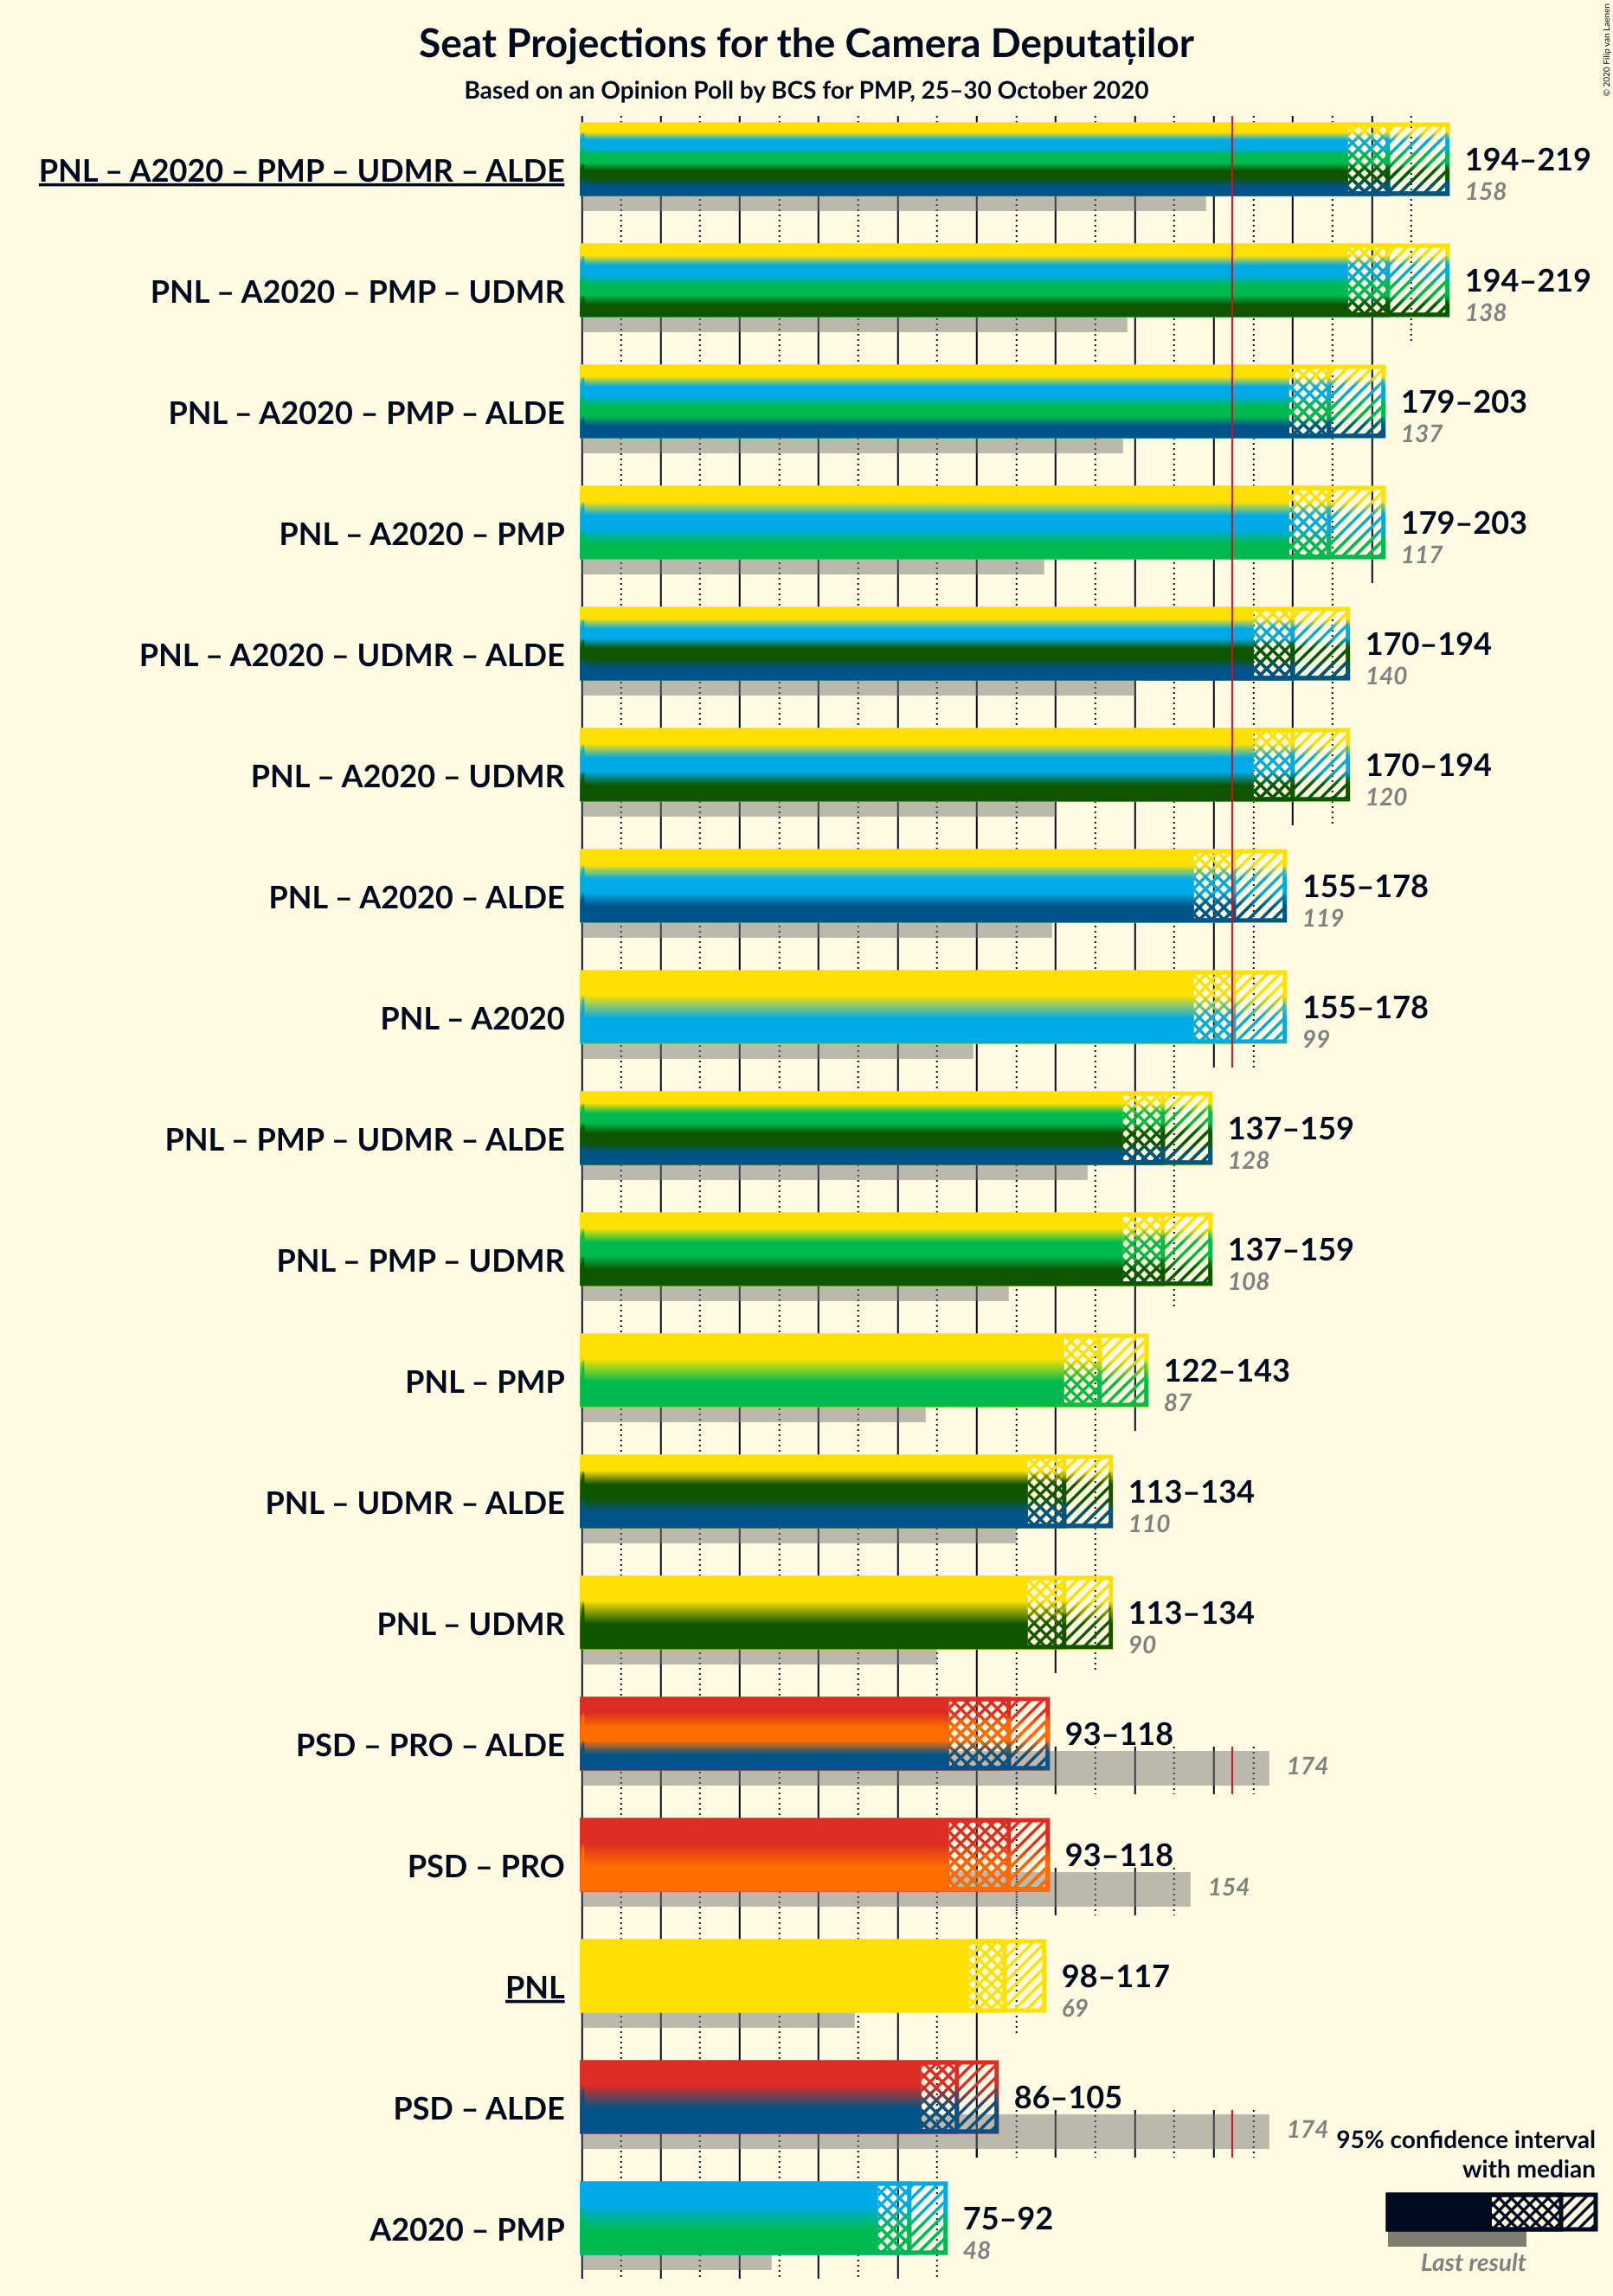 Seat Projections for the Camera Deputaților
Based on an Opinion Poll by BCS for PMP, 25–30 October 2020
© 2020 Filip van Laenen
PNL – A2020 – PMP – UDMR – ALDE
194–219
158
PNL – A2020 – PMP – UDMR
194–219
138
PNL – A2020 – PMP – ALDE
179–203
137
PNL – A2020 – PMP
179–203
117
PNL – A2020 – UDMR – ALDE
170–194
140
PNL – A2020 – UDMR
170–194
120
PNL – A2020 – ALDE
155–178
119
PNL – A2020
155–178
99
PNL – PMP – UDMR – ALDE
137–159
128
PNL – PMP – UDMR
137–159
108
PNL – PMP
122–143
87
PNL – UDMR – ALDE
113–134
110
PNL – UDMR
113–134
90
PSD – PRO – ALDE
93–118
174
PSD – PRO
93–118
154
PNL
98–117
69
PSD – ALDE
86–105
174
A2020 – PMP
75–92
48
95% confidence interval
with median
Last result